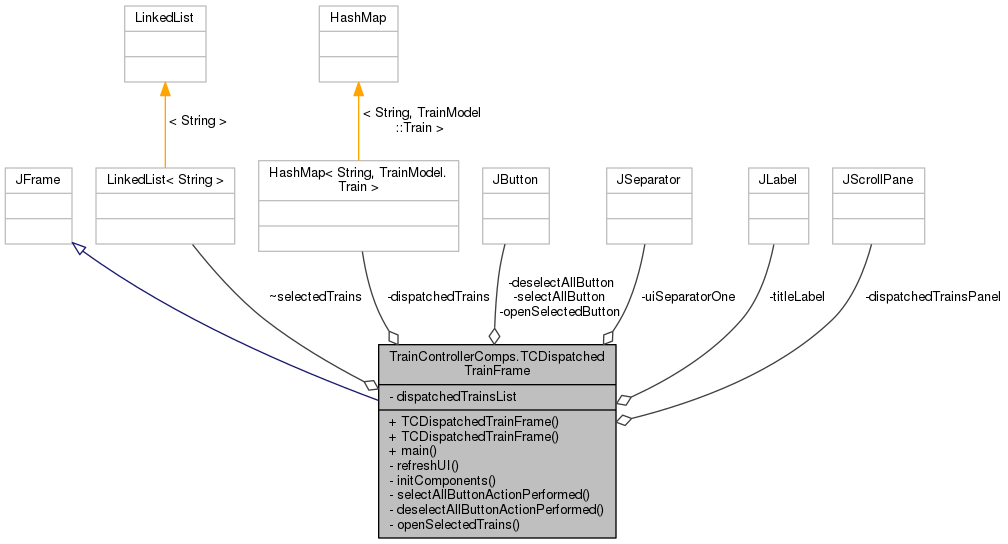 LinkedList
HashMap
< String >
< String, TrainModel
::Train >
JFrame
LinkedList< String >
HashMap< String, TrainModel.
Train >
JButton
JSeparator
JLabel
JScrollPane
~selectedTrains
-dispatchedTrains
-deselectAllButton
-selectAllButton
-openSelectedButton
-uiSeparatorOne
-titleLabel
-dispatchedTrainsPanel
TrainControllerComps.TCDispatched
TrainFrame
- dispatchedTrainsList
+ TCDispatchedTrainFrame()
+ TCDispatchedTrainFrame()
+ main()
- refreshUI()
- initComponents()
- selectAllButtonActionPerformed()
- deselectAllButtonActionPerformed()
- openSelectedTrains()